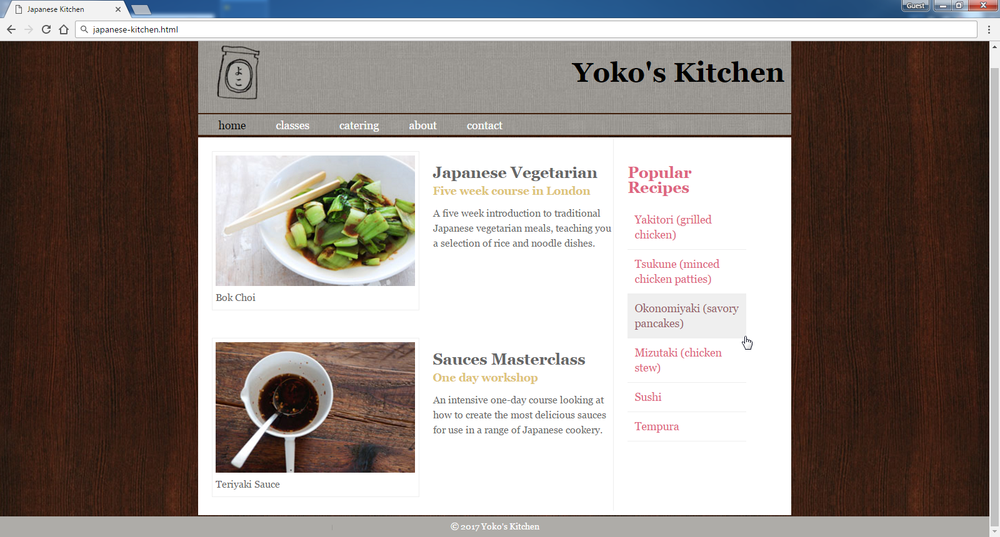 Japanese Kitchen
Guest
japanese-kitchen.html
よ
こ
Yoko's Kitchen
home classes catering about contact
Japanese Vegetarian
Five week course in London
A five week introduction to traditional
Japanese vegetarian meals, teaching you
a selection of rice and noodle dishes.
Bok Choi
Sauces Masterclass
One day workshop
An intensive one-day course looking at
how to create the most delicious sauces
for use in a range of Japanese cookery.
Teriyaki Sauce
Popular
Recipes
Yakitori (grilled
chicken)
Tsukune (minced
chicken patties)
Okonomiyaki (savory
pancakes)
Mizutaki (chicken
stew)
Sushi
Tempura
© 2017 Yoko's Kitchen